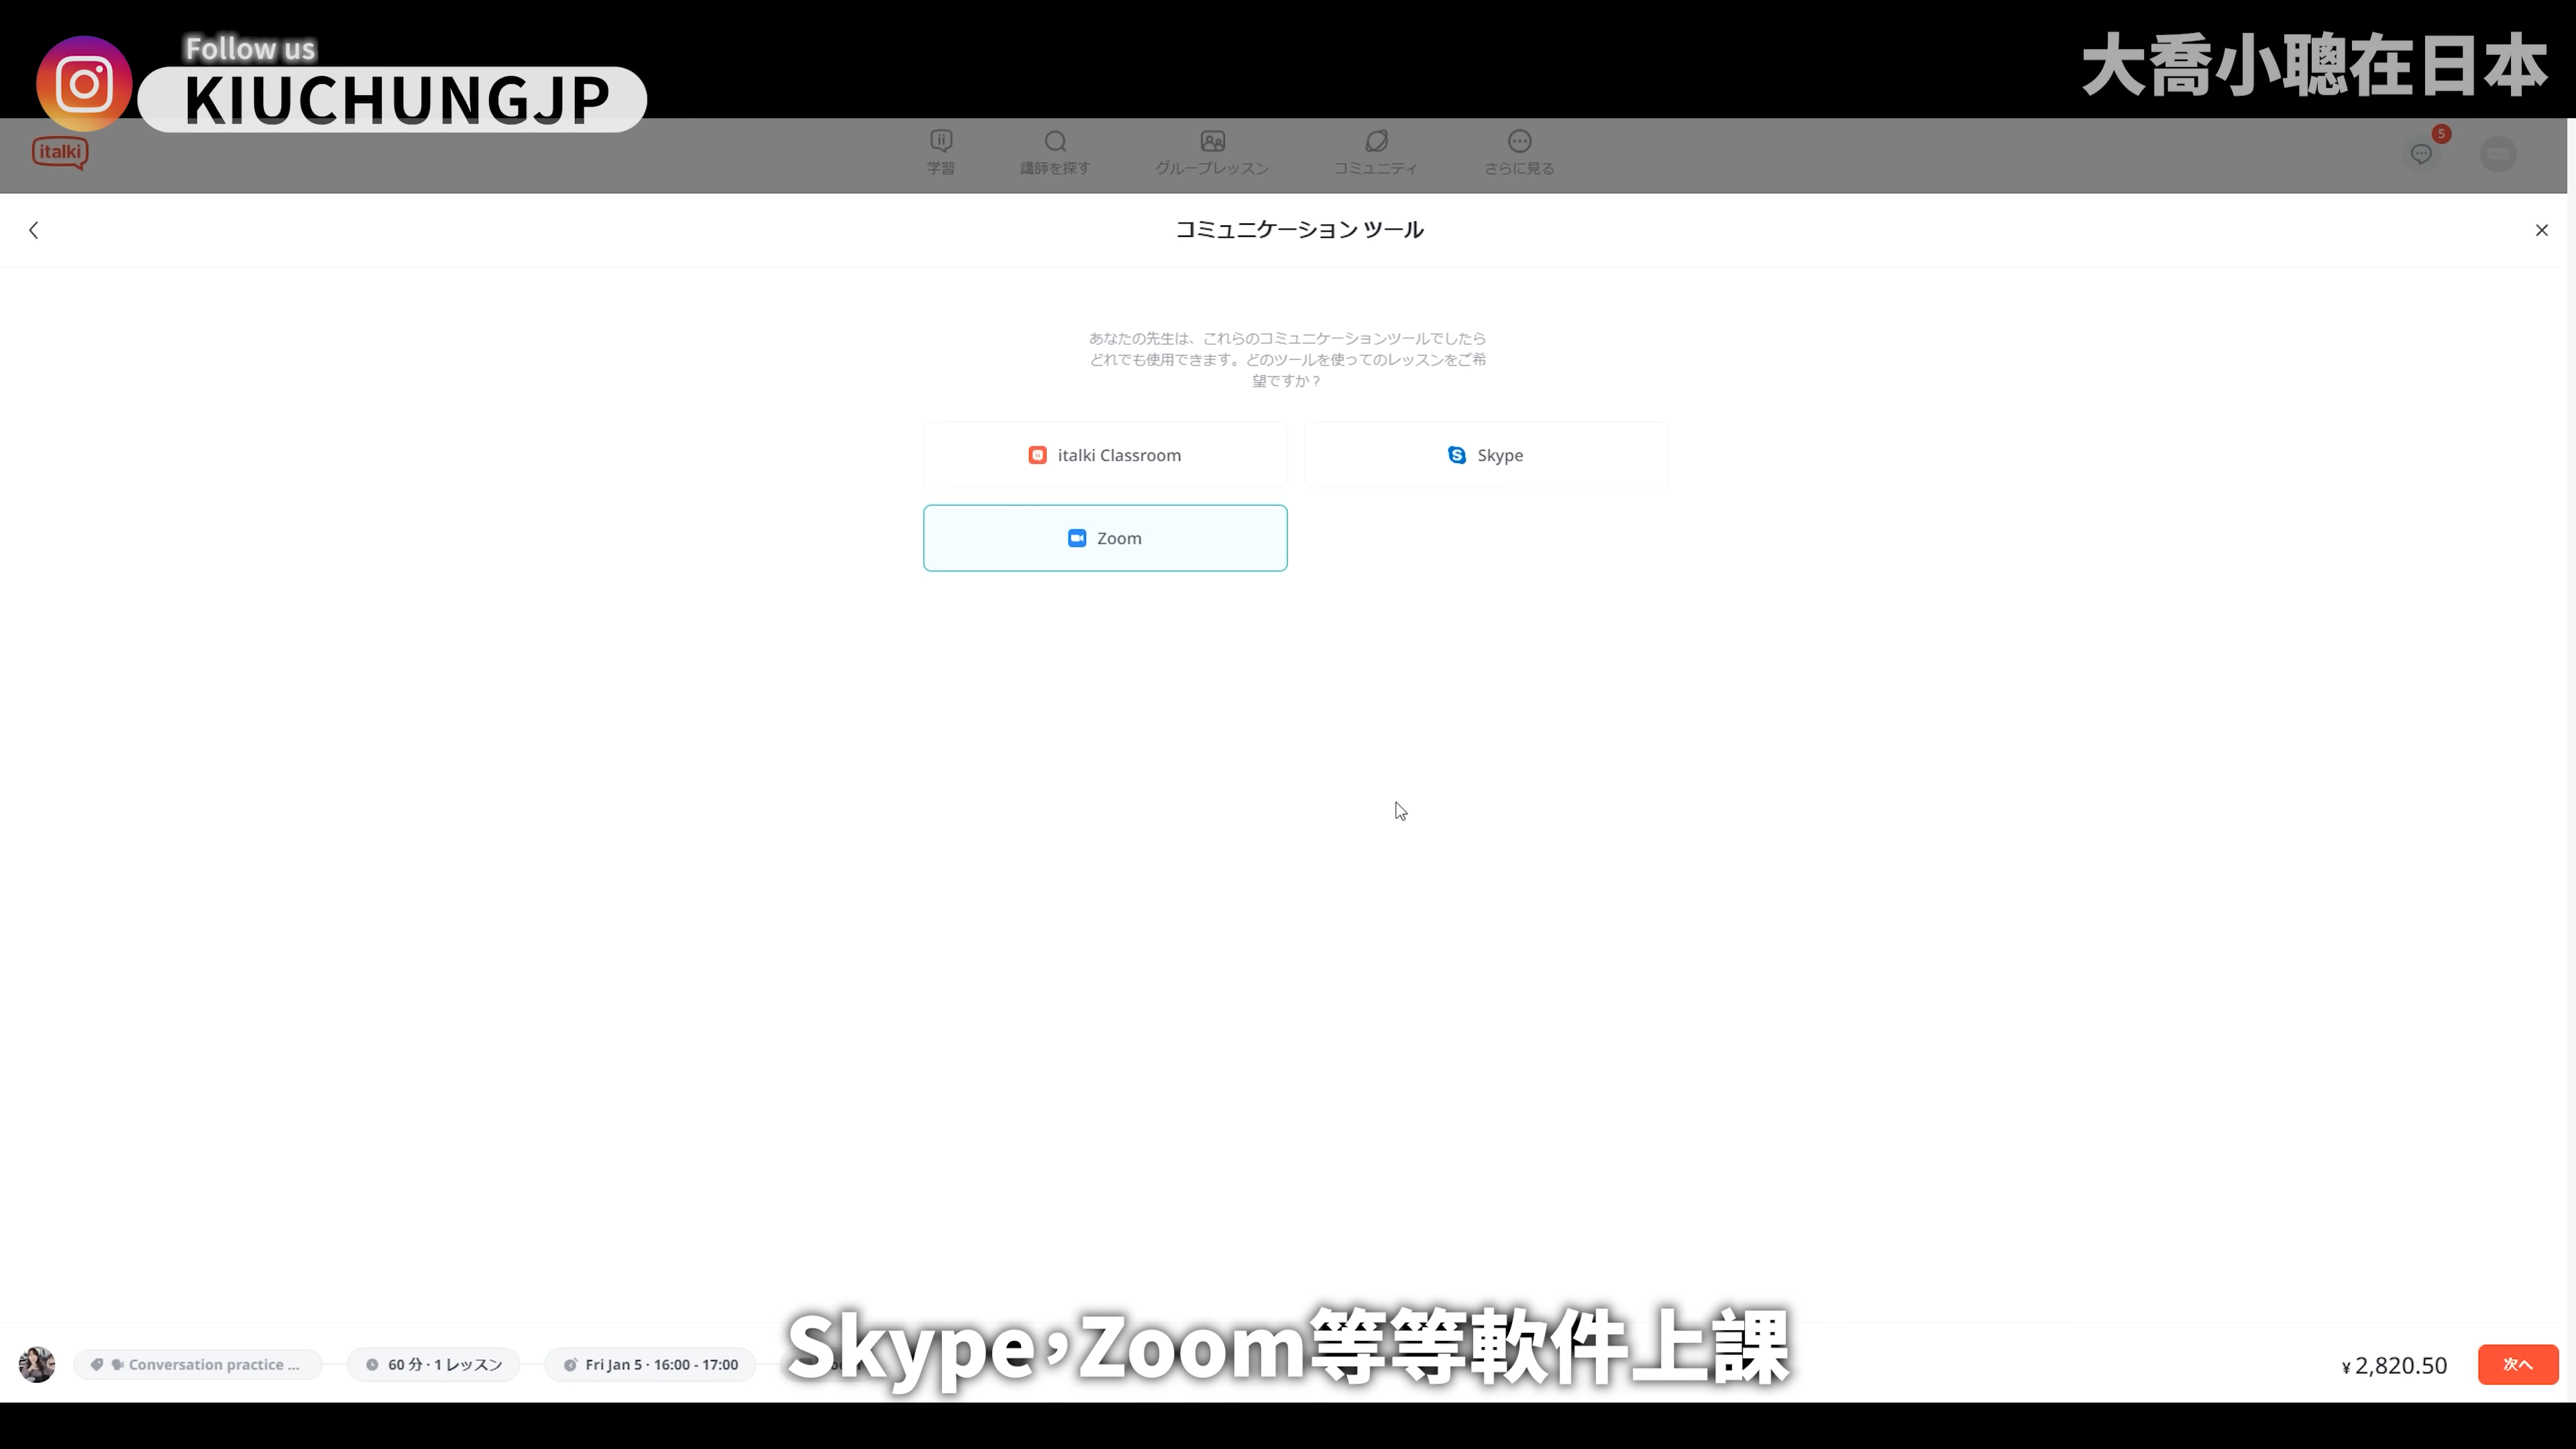 Follow us
KIUCHUNGJP
大喬小聰在日本
italki
学習
講師を探す
グループレッスン
コミュニティ
さらに見る
5
コミュニケーション ツール
あなたの先生は、これらのコミュニケーションツールでしたら
どれでも使用できます。どのツールを使ってのレッスンをご希
望ですか？
italki Classroom
Skype
Zoom
Conversation practice ...
60 分 · 1 レッスン
Fri Jan 5 · 16:00 - 17:00
Skype，Zoom等等軟件上課
¥ 2,820.50
次へ